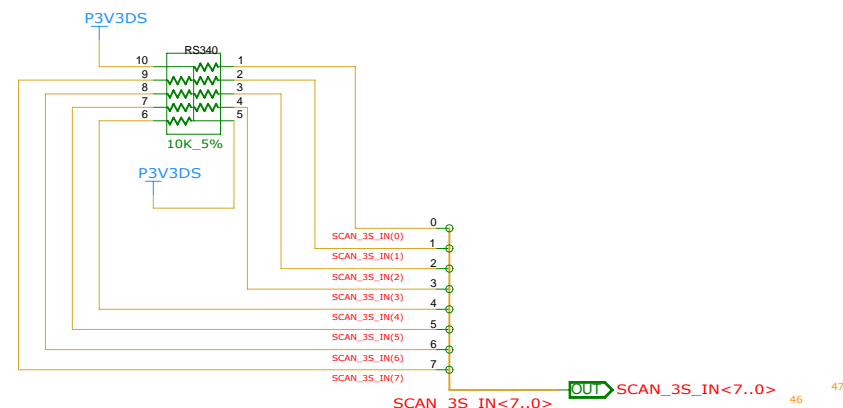 P3V3DS
RS340
10 1
9 2
8 3
7 4
6 5
10K_5%
P3V3DS
0
SCAN_3S_IN(0)
1
SCAN_3S_IN(1)
2
SCAN_3S_IN(2)
3
SCAN_3S_IN(3)
4
SCAN_3S_IN(4)
5
SCAN_3S_IN(5)
6
SCAN_3S_IN(6)
7
SCAN_3S_IN(7)
OUT SCAN_3S_IN<7..0>
46 47
SCAN_3S_IN<7..0>